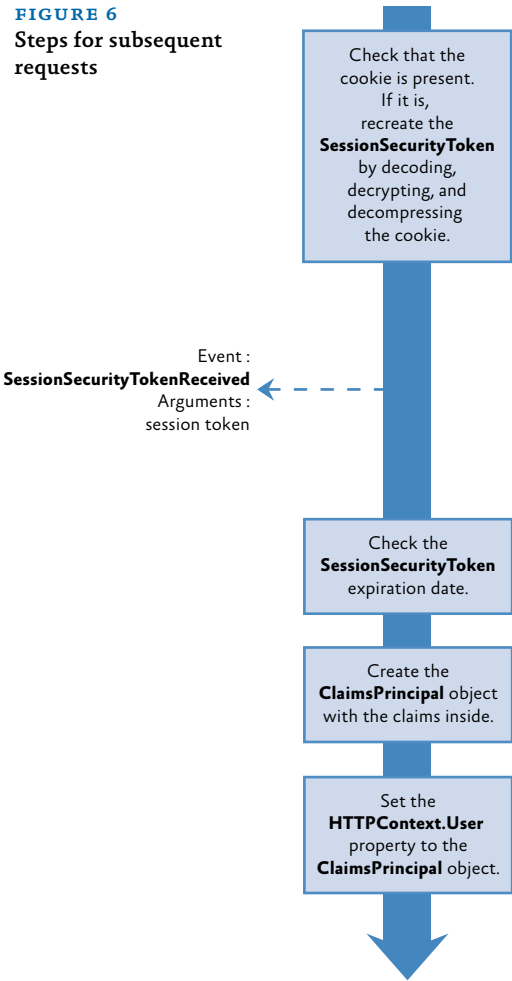 FIGURE 6
Steps for subsequent
requests
Check that the
cookie is present.
If it is,
recreate the
SessionSecurityToken
by decoding,
decrypting, and
decompressing
the cookie.
Event :
SessionSecurityTokenReceived
Arguments :
session token
Check the
SessionSecurityToken
expiration date.
Create the
ClaimsPrincipal object
with the claims inside.
Set the
HTTPContext.User
property to the
ClaimsPrincipal object.